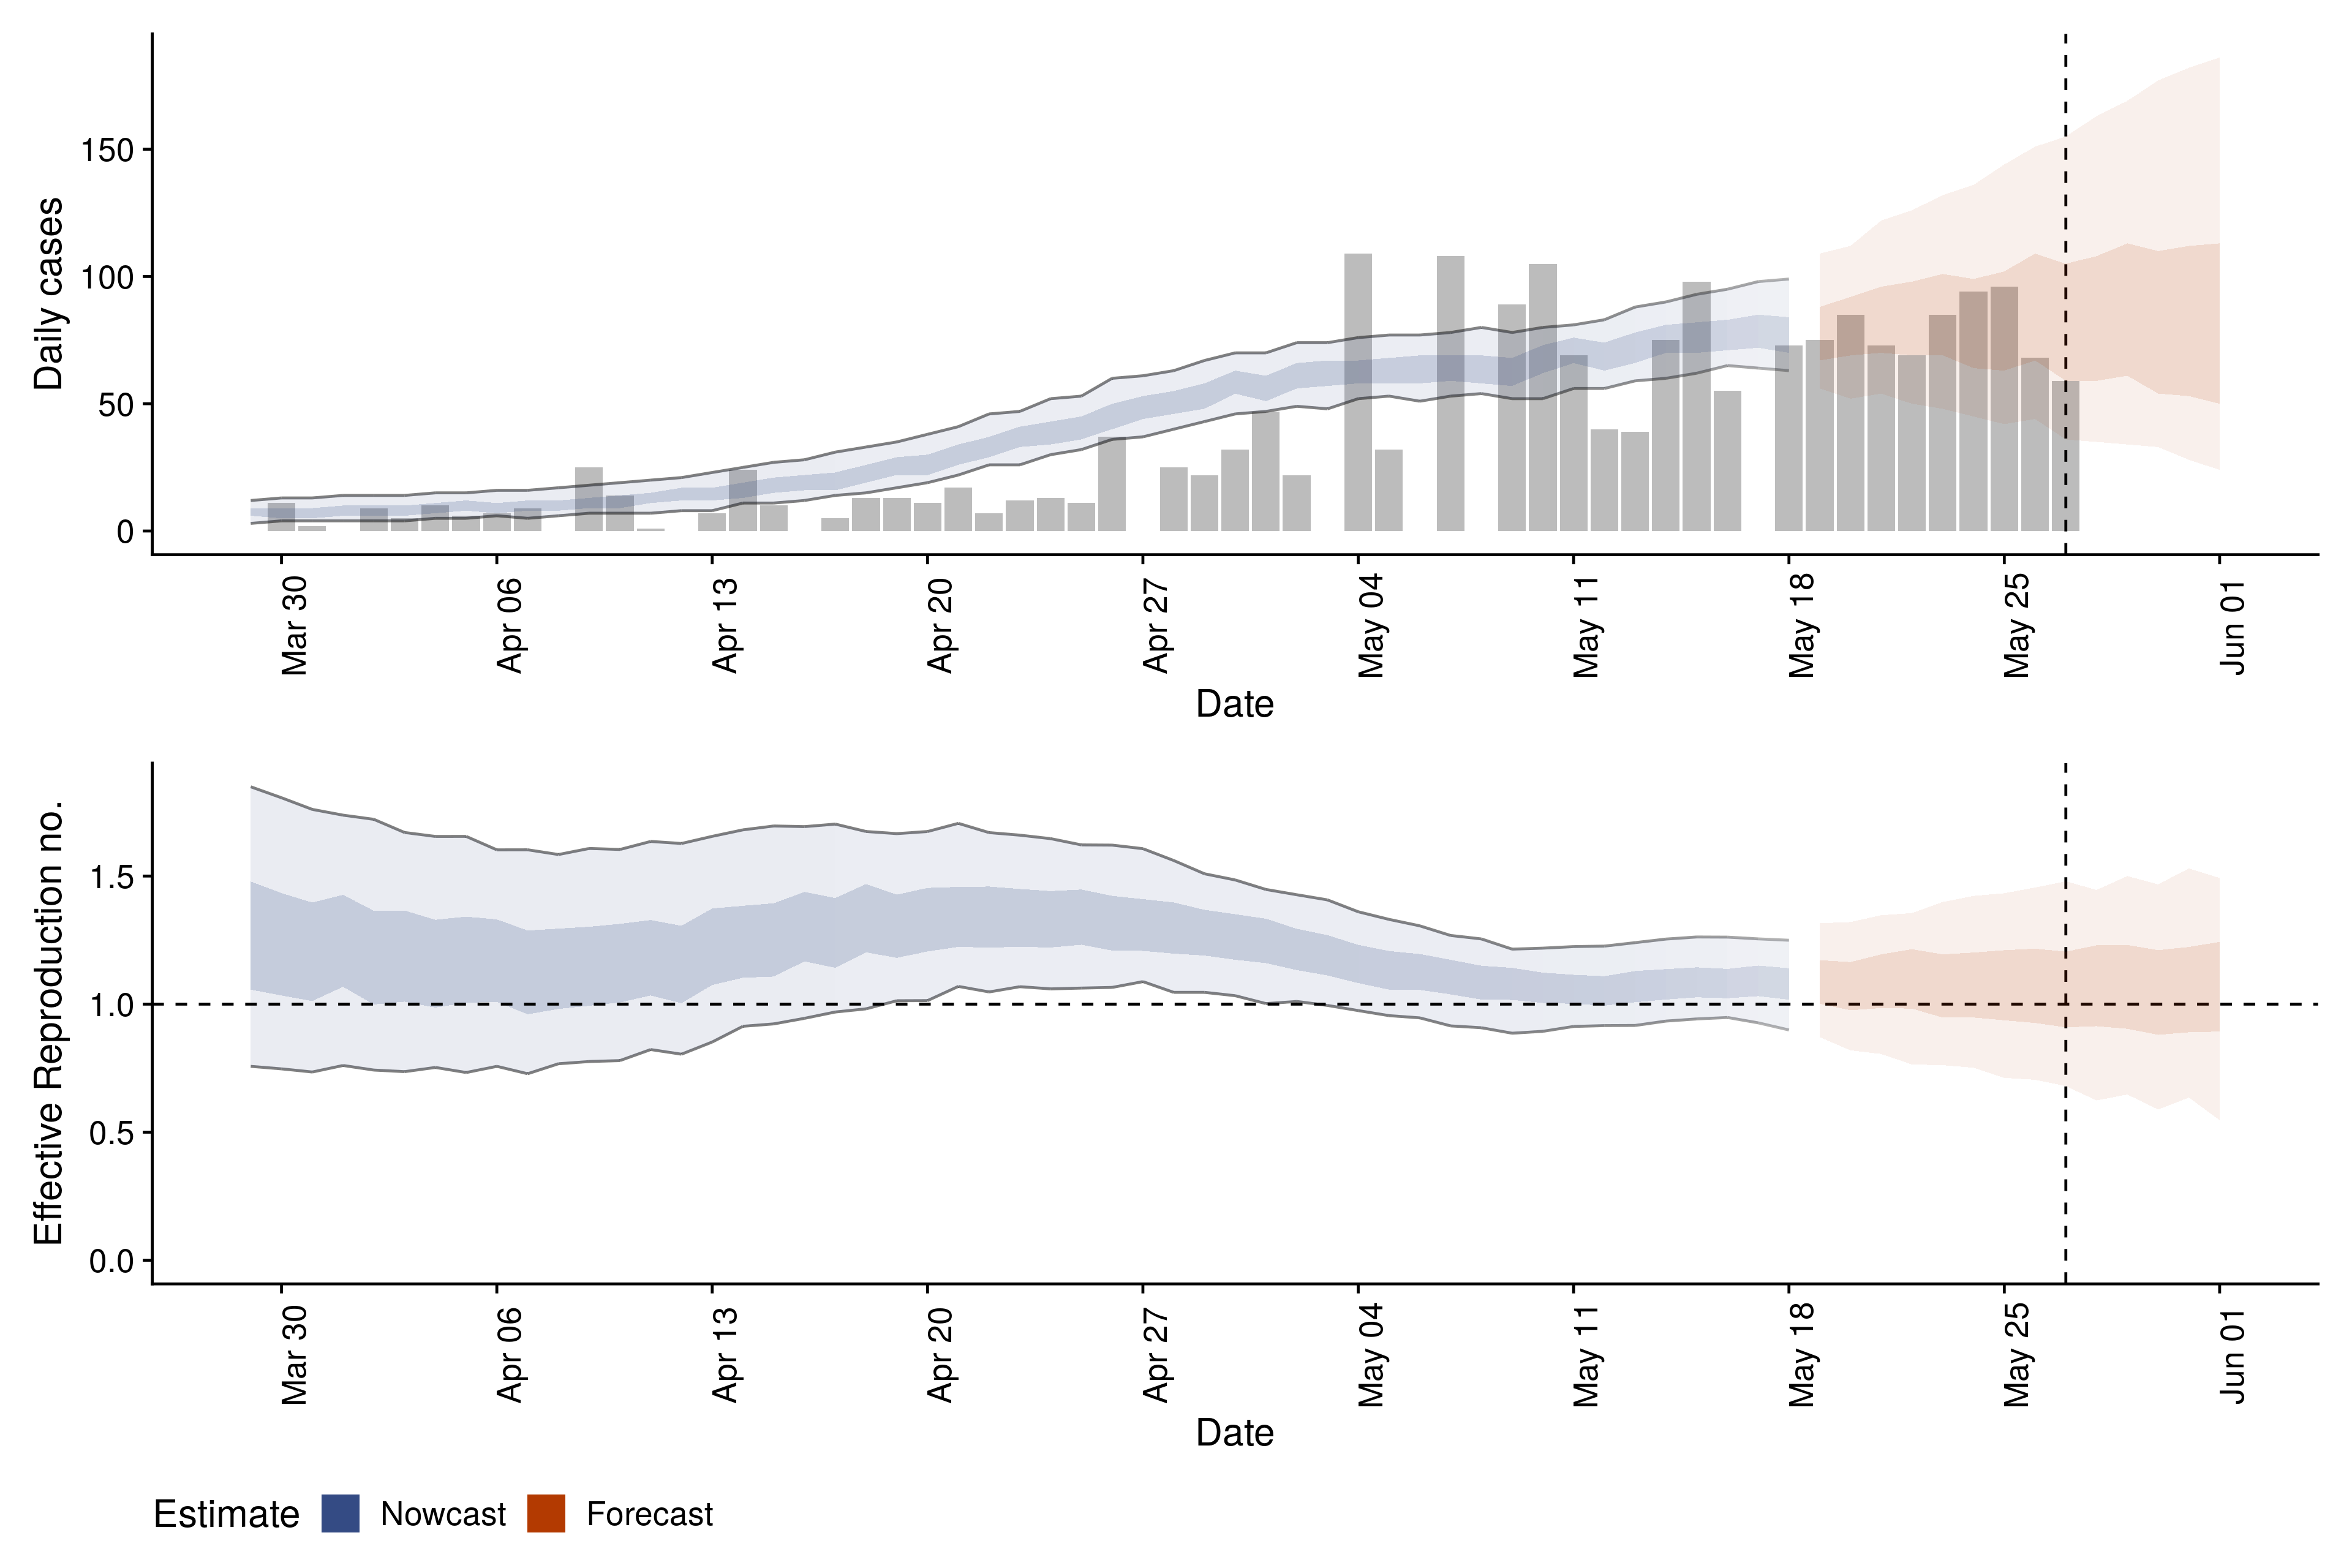 Daily cases
150
100
50
0
Mar 30
Apr 06
Apr 13
Apr 20
Apr 27
May 04
May 11
May 18
May 25
Jun 01
Date
Effective Reproduction no.
1.5
1.0
0.5
0.0
Mar 30
Apr 06
Apr 13
Apr 20
Apr 27
May 04
May 11
May 18
May 25
Jun 01
Date
Estimate Nowcast Forecast